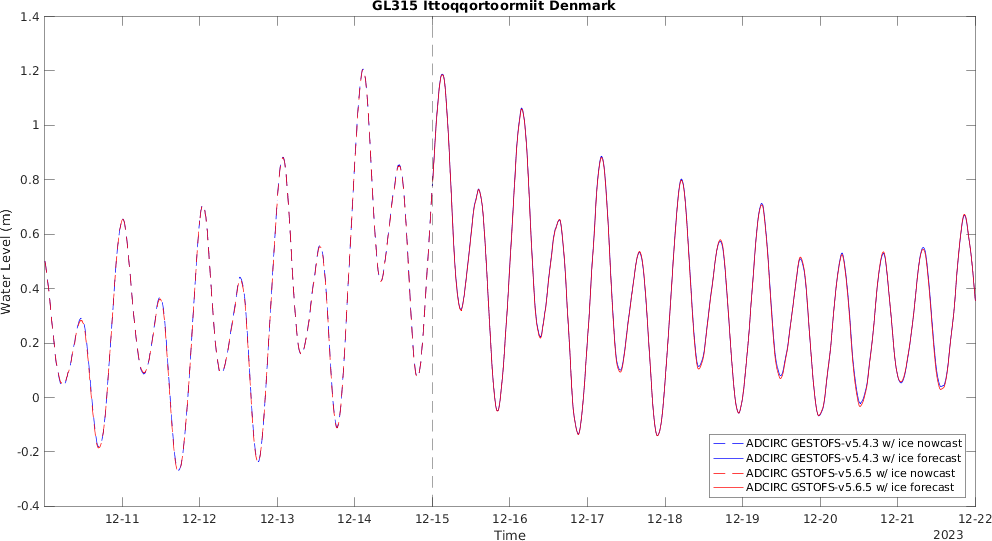 GL315 Ittoqqortoormiit Denmark
1.4
1.2
1
0.8
0.6
0.4
0.2
0
-0.2
-0.4
Water Level (m)
ADCIRC GESTOFS-v5.4.3 w/ ice nowcast
ADCIRC GESTOFS-v5.4.3 w/ ice forecast
ADCIRC GSTOFS-v5.6.5 w/ ice nowcast
ADCIRC GSTOFS-v5.6.5 w/ ice forecast
12-11 12-12 12-13 12-14 12-15 12-16 12-17 12-18 12-19 12-20 12-21 12-22
Time
2023